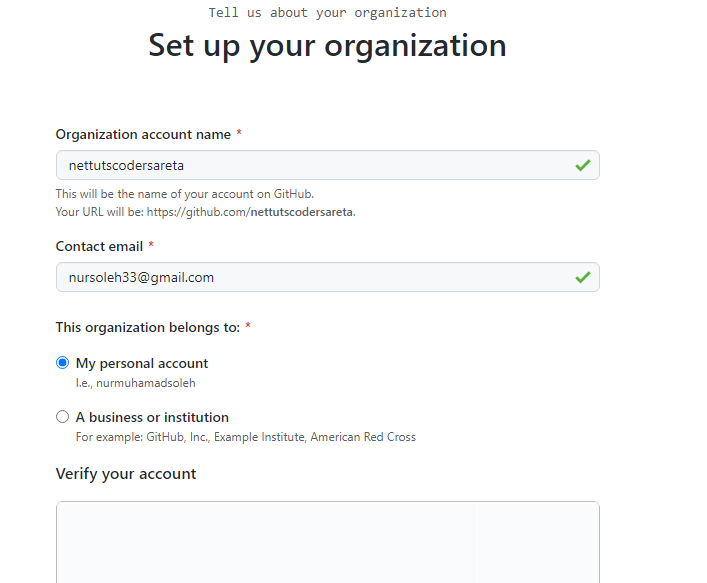 Tell us about your organization
Set up your organization
Organization account name *
nettutscodersareta
This will be the name of your account on GitHub.
Your URL will be: https://github.com/nettutscodersareta.
Contact email *
nursoleh33@gmail.com
This organization belongs to: *
My personal account
I.e., nurmuhamadsoleh
A business or institution
For example: GitHub, Inc., Example Institute, American Red Cross
Verify your account